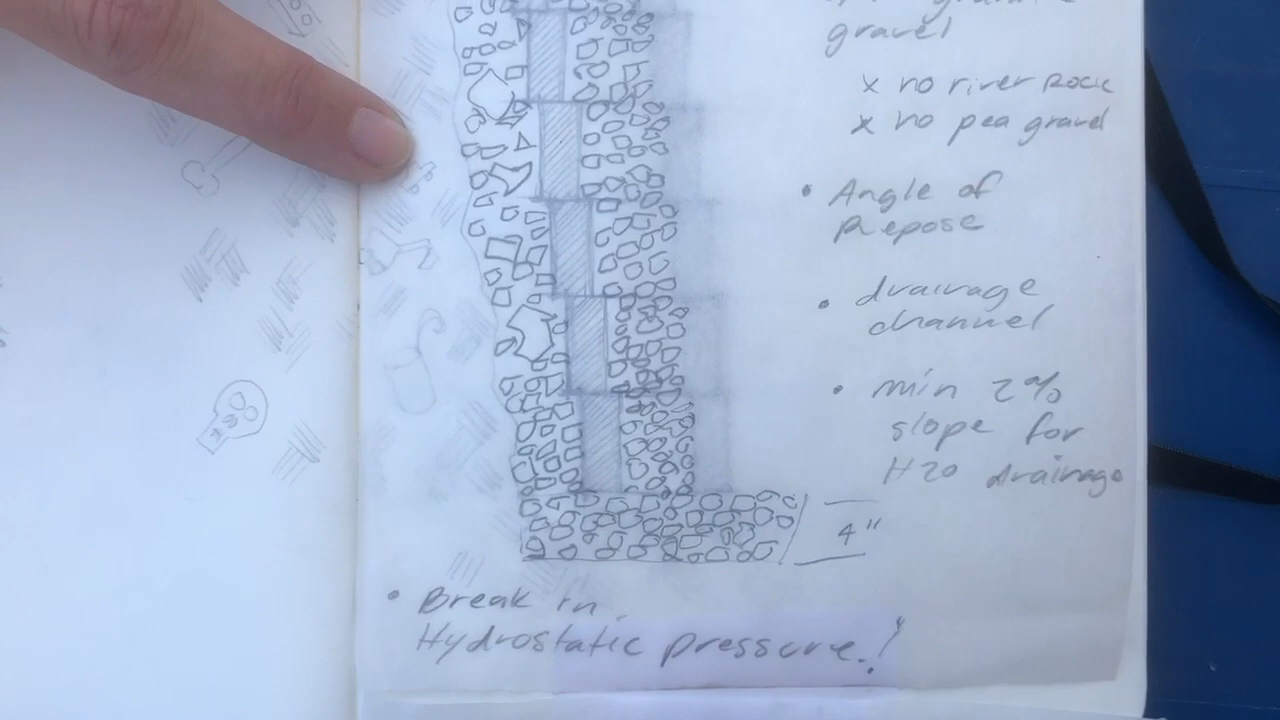 gravel
x no river Rock
x no pea gravel
• Angle of
Repose
• drainage
channel
• min 2%
slope for
H2O drainage
4"
• Break in
Hydrostatic pressure.!